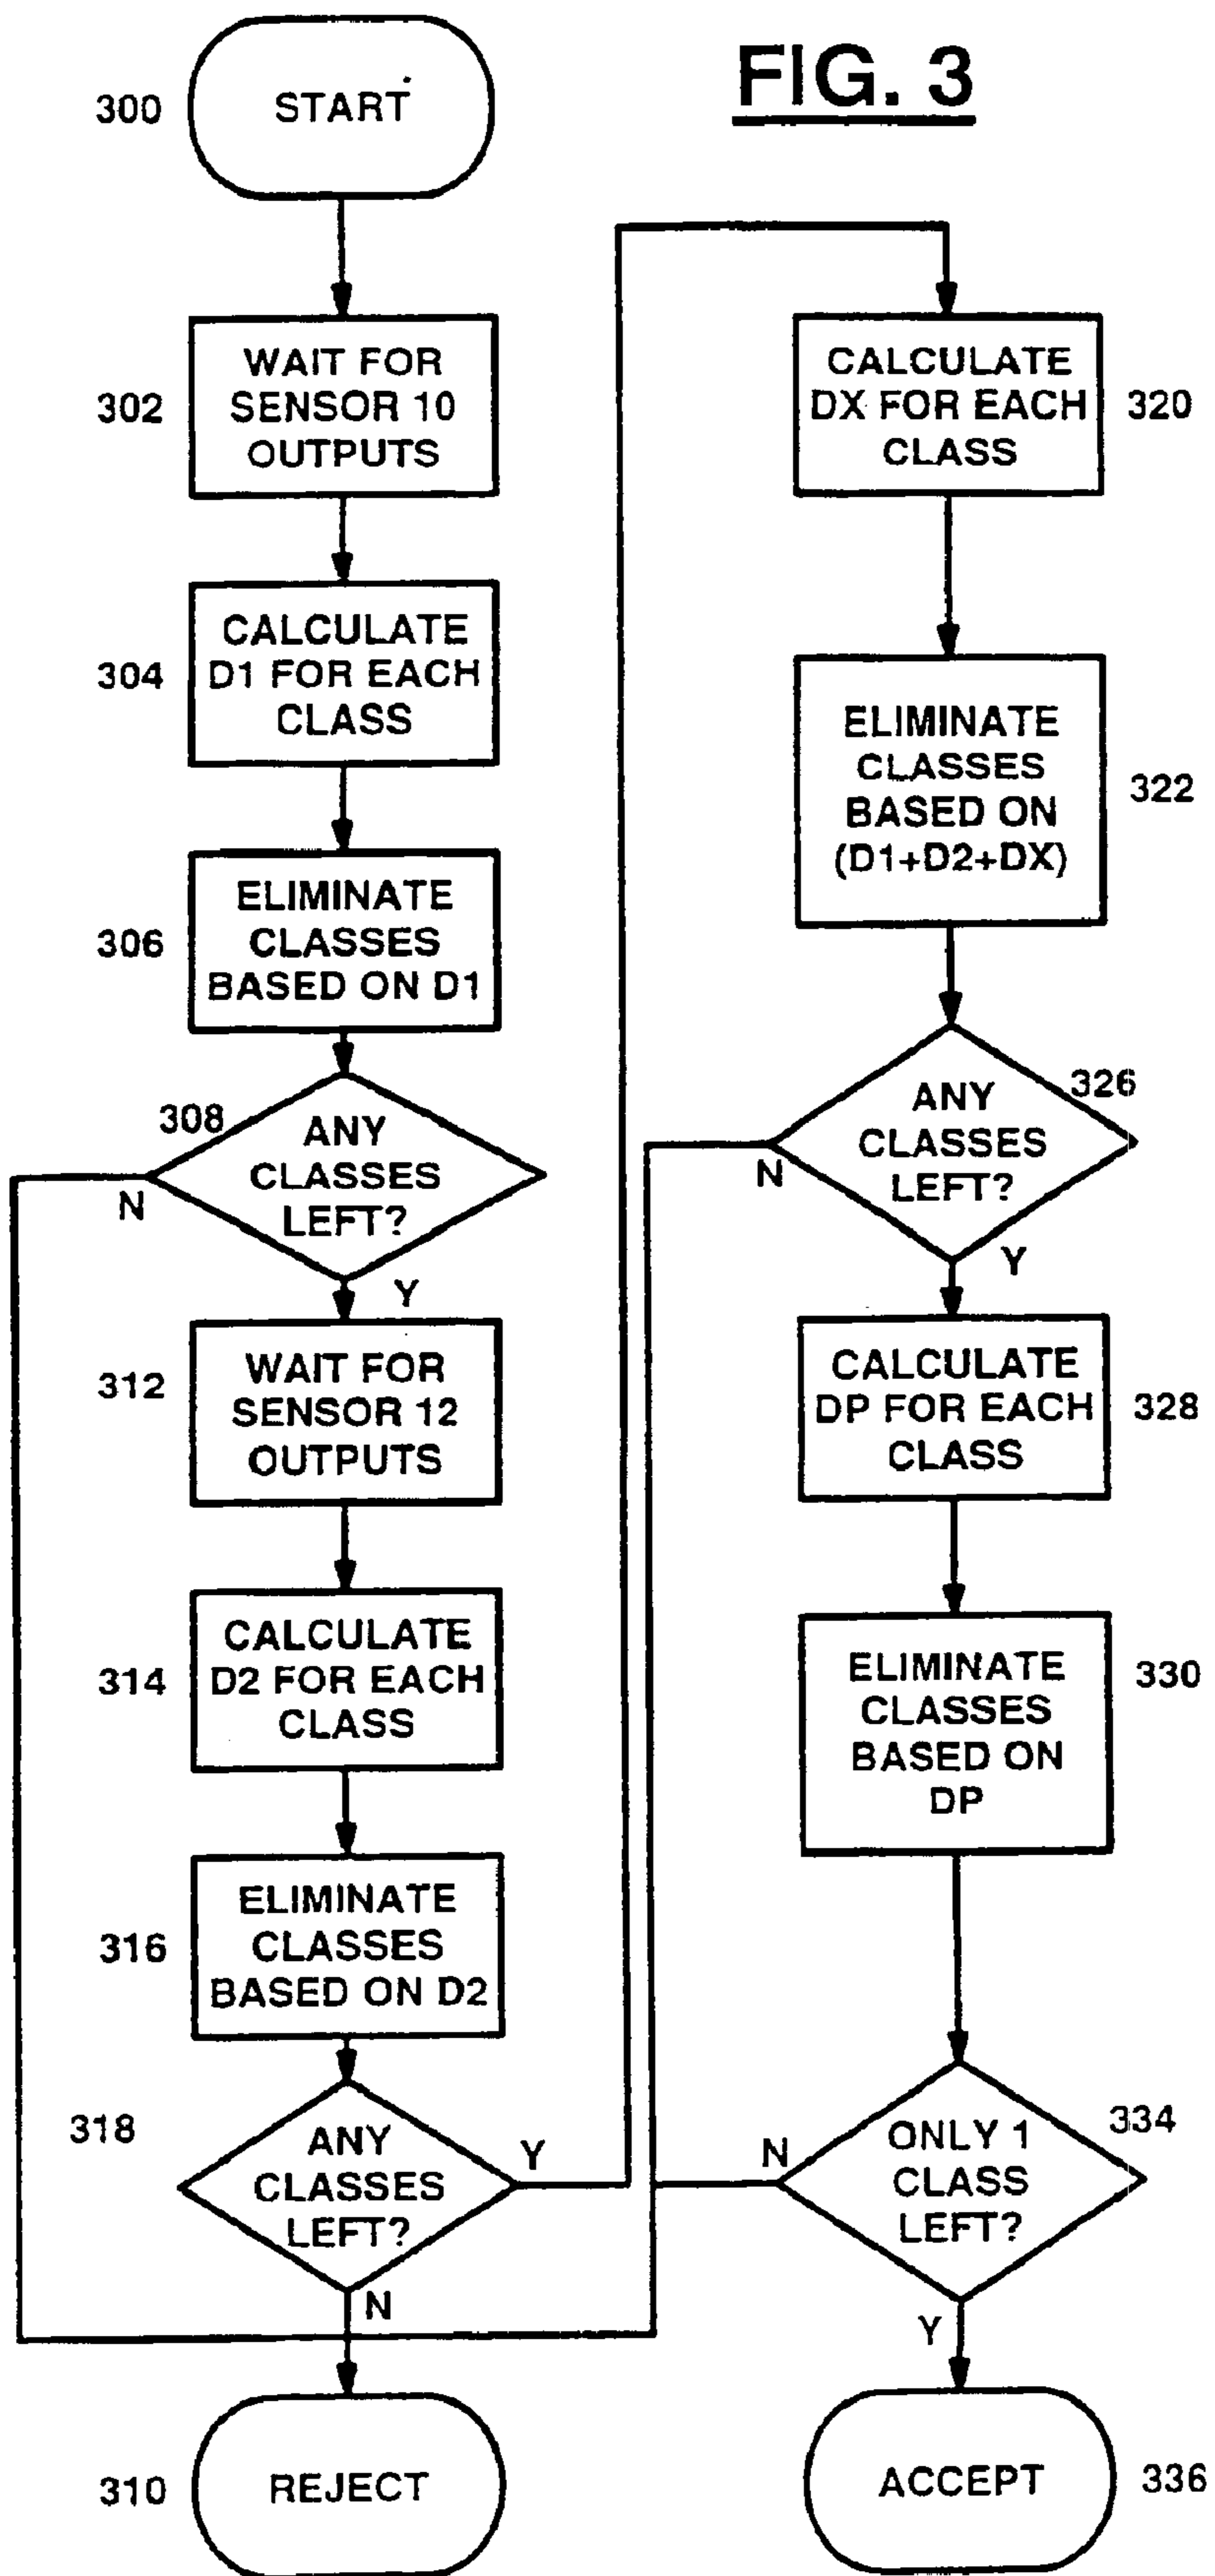 FIG. 3
300
START
302
WAIT FOR
SENSOR 10
OUTPUTS
304
CALCULATE
D1 FOR EACH
CLASS
306
ELIMINATE
CLASSES
BASED ON D1
308
ANY
CLASSES
LEFT?
N
Y
312
WAIT FOR
SENSOR 12
OUTPUTS
314
CALCULATE
D2 FOR EACH
CLASS
316
ELIMINATE
CLASSES
BASED ON D2
318
ANY
CLASSES
LEFT?
Y
N
310
REJECT
CALCULATE
DX FOR EACH
CLASS
320
ELIMINATE
CLASSES
BASED ON
(D1+D2+DX)
322
326
ANY
CLASSES
LEFT?
N
Y
CALCULATE
DP FOR EACH
CLASS
328
ELIMINATE
CLASSES
BASED ON
DP
330
334
ONLY 1
CLASS
LEFT?
N
Y
ACCEPT
336